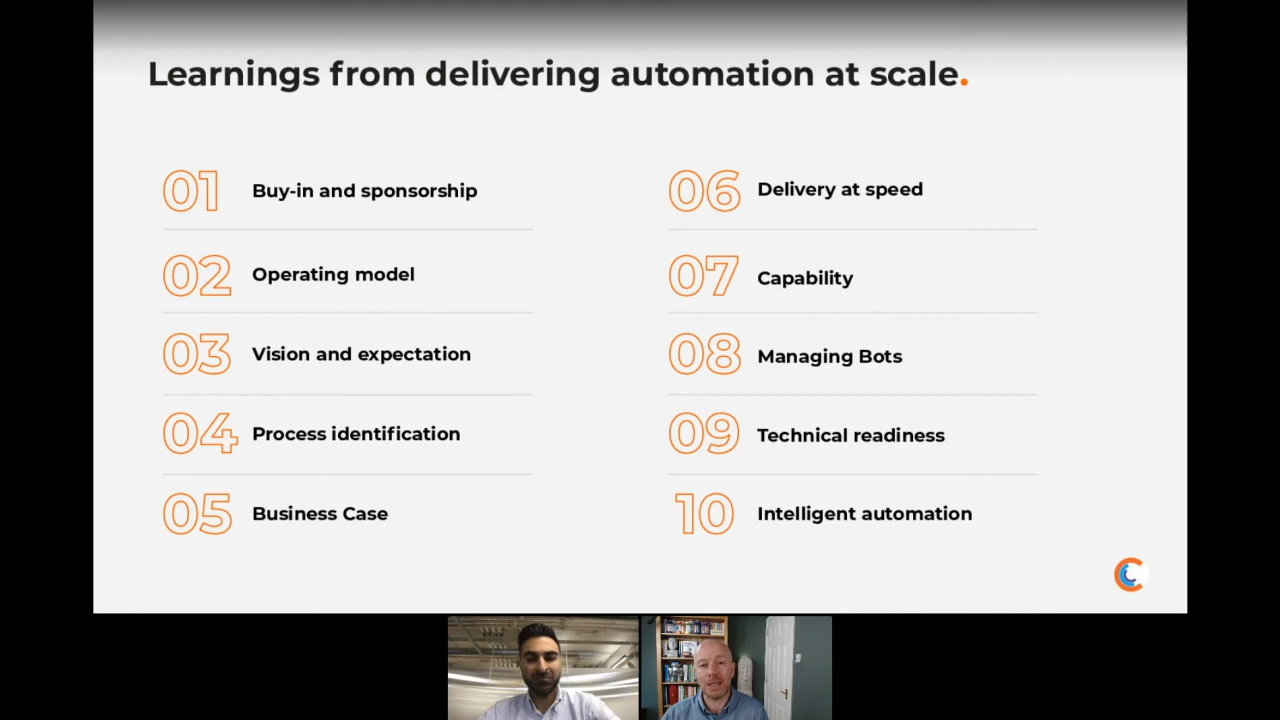 Learnings from delivering automation at scale.
01 Buy-in and sponsorship
02 Operating model
03 Vision and expectation
04 Process identification
05 Business Case
06 Delivery at speed
07 Capability
08 Managing Bots
09 Technical readiness
10 Intelligent automation